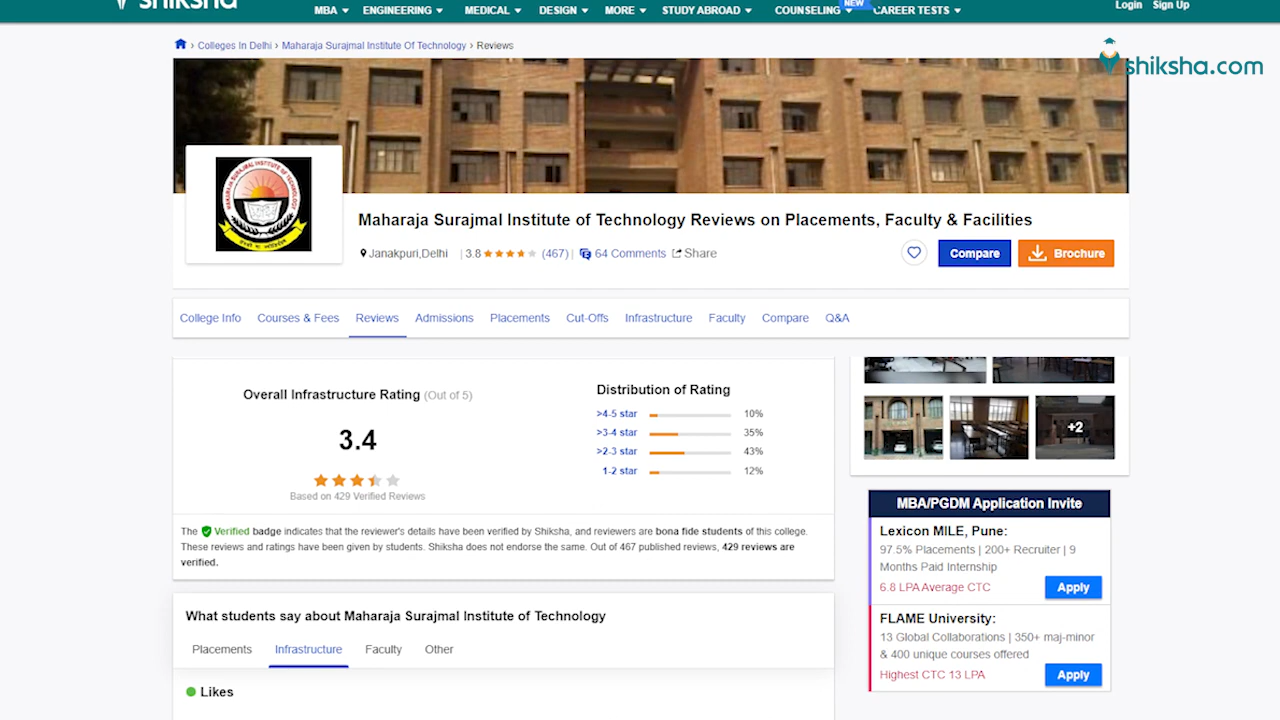 shiksha
MBA ENGINEERING MEDICAL DESIGN MORE STUDY ABROAD COUNSELING NEW CAREER TESTS
Login Sign Up
shiksha.com
› Colleges In Delhi › Maharaja Surajmal Institute Of Technology › Reviews
MAHARAJA SURAJMAL INSTITUTE OF TECHNOLOGY
Maharaja Surajmal Institute of Technology Reviews on Placements, Faculty & Facilities
Janakpuri,Delhi | 3.8 (467) | 64 Comments Share
Compare Brochure
College Info Courses & Fees Reviews Admissions Placements Cut-Offs Infrastructure Faculty Compare Q&A
Overall Infrastructure Rating (Out of 5)
3.4
Based on 429 Verified Reviews
Distribution of Rating
>4-5 star 10%
>3-4 star 35%
>2-3 star 43%
1-2 star 12%
+2
The Verified badge indicates that the reviewer's details have been verified by Shiksha, and reviewers are bona fide students of this college.
These reviews and ratings have been given by students. Shiksha does not endorse the same. Out of 467 published reviews, 429 reviews are
verified.
What students say about Maharaja Surajmal Institute of Technology
Placements Infrastructure Faculty Other
Likes
MBA/PGDM Application Invite
Lexicon MILE, Pune:
97.5% Placements | 200+ Recruiter | 9
Months Paid Internship
6.8 LPA Average CTC Apply
FLAME University:
13 Global Collaborations | 350+ maj-minor
& 400 unique courses offered
Highest CTC 13 LPA Apply